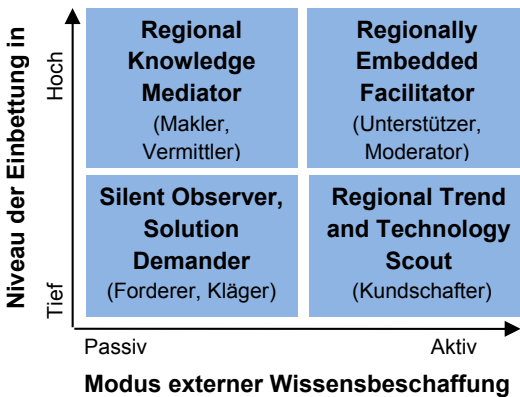 Niveau der Einbettung in
Hoch
Tief
Regional
Knowledge
Mediator
(Makler,
Vermittler)
Regionally
Embedded
Facilitator
(Unterstützer,
Moderator)
Silent Observer,
Solution
Demander
(Forderer, Kläger)
Regional Trend
and Technology
Scout
(Kundschafter)
Passiv
Aktiv
Modus externer Wissensbeschaffung